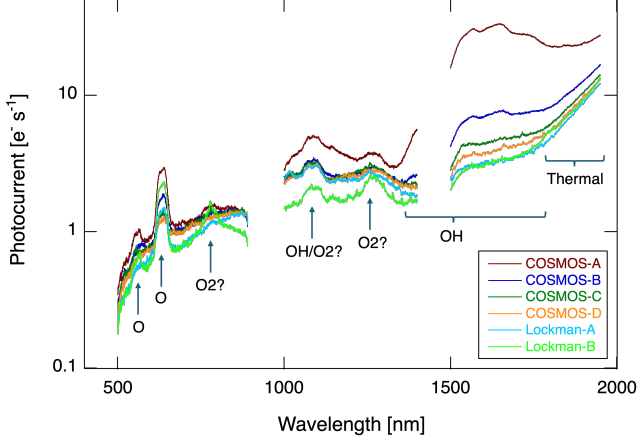 Photocurrent [e- s-1]
10
1
0.1
O
O
O2?
OH/O2?
O2?
OH
Thermal
COSMOS-A
COSMOS-B
COSMOS-C
COSMOS-D
Lockman-A
Lockman-B
500
1000
1500
2000
Wavelength [nm]